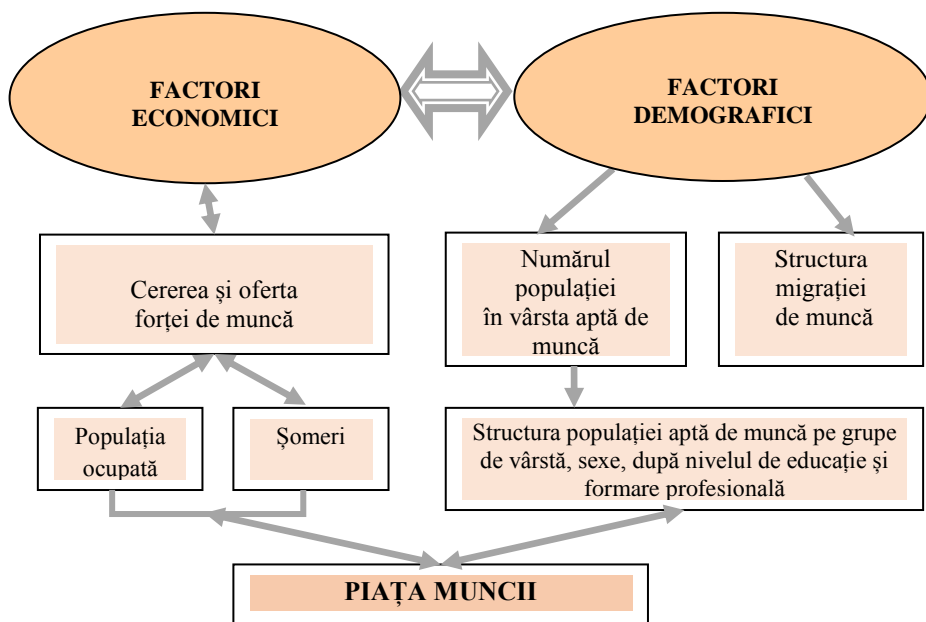 FACTORI
ECONOMICI
FACTORI
DEMOGRAFICI
Cererea și oferta
forței de muncă
Numărul
populației
în vârsta aptă de
muncă
Structura
migrației
de muncă
Populația
ocupată
Șomeri
Structura populației aptă de muncă pe grupe
de vârstă, sexe, după nivelul de educație și
formare profesională
PIAȚA MUNCII